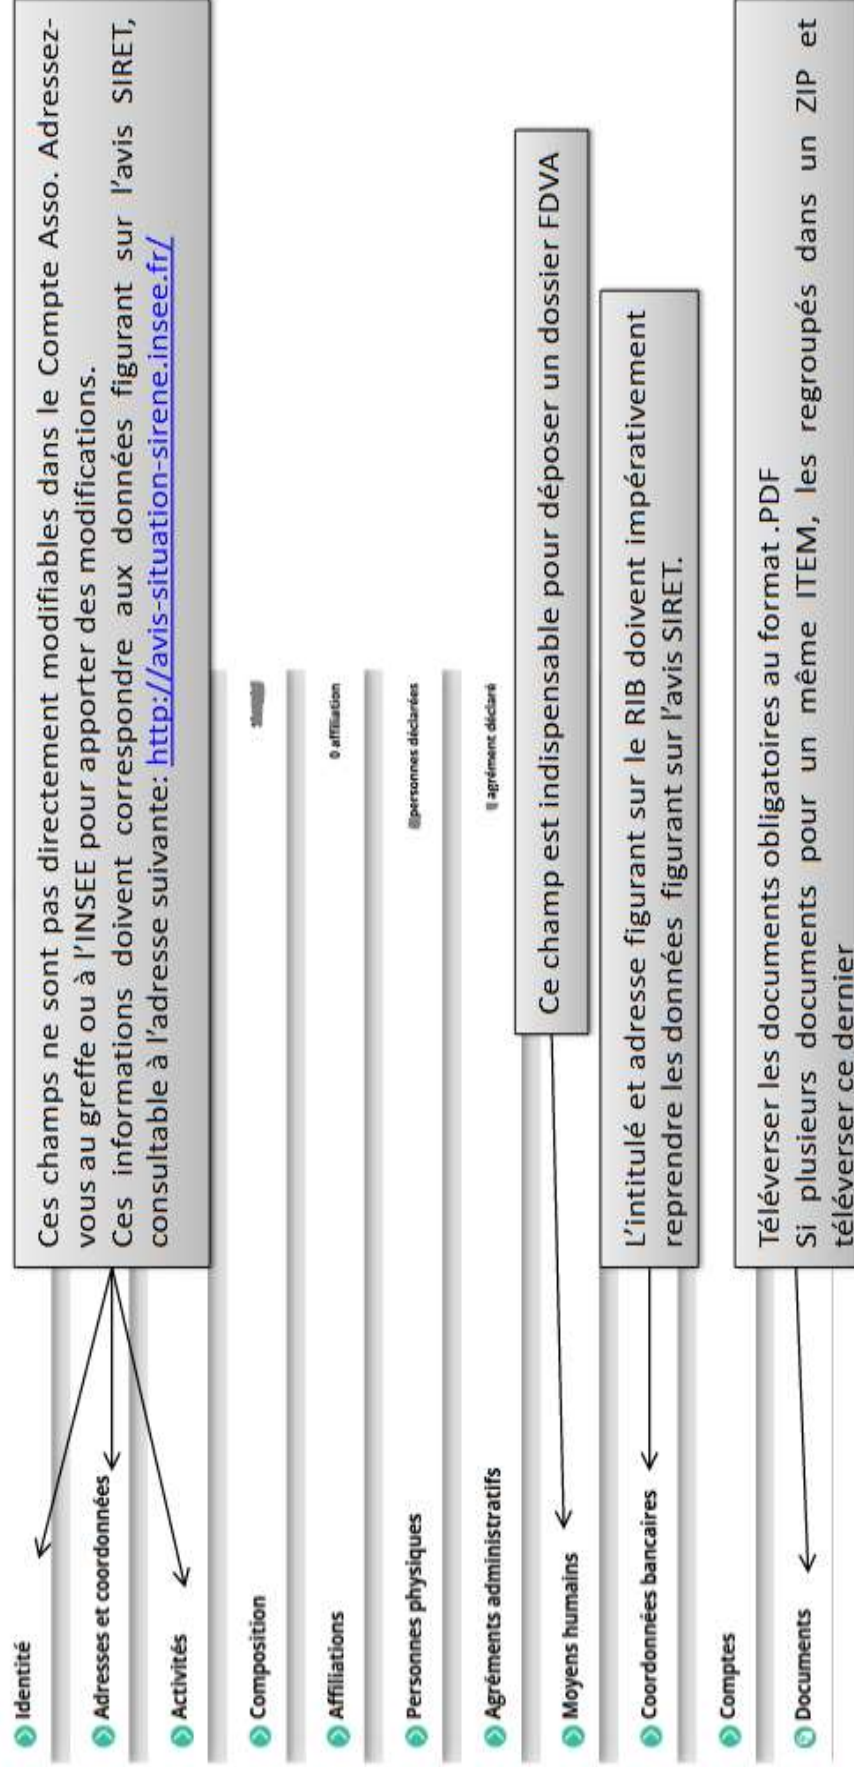 Identité
Ces champs ne sont pas directement modifiables dans le Compte Asso. Adressez-
vous au greffe ou à l'INSEE pour apporter des modifications.
Ces informations doivent correspondre aux données figurant sur l'avis SIRET,
consultable à l'adresse suivante: http://avis-situation-sirene.insee.fr/
Adresses et coordonnées
Activités
Composition
Affiliations
0 affiliation
Personnes physiques
personnes déclarées
Agréments administratifs
agrément déclaré
Moyens humains
Ce champ est indispensable pour déposer un dossier FDVA
Coordonnées bancaires
L'intitulé et adresse figurant sur le RIB doivent impérativement
reprendre les données figurant sur l'avis SIRET.
Comptes
Documents
Téléverser les documents obligatoires au format .PDF
Si plusieurs documents pour un même ITEM, les regroupés dans un ZIP et
téléverser ce dernier